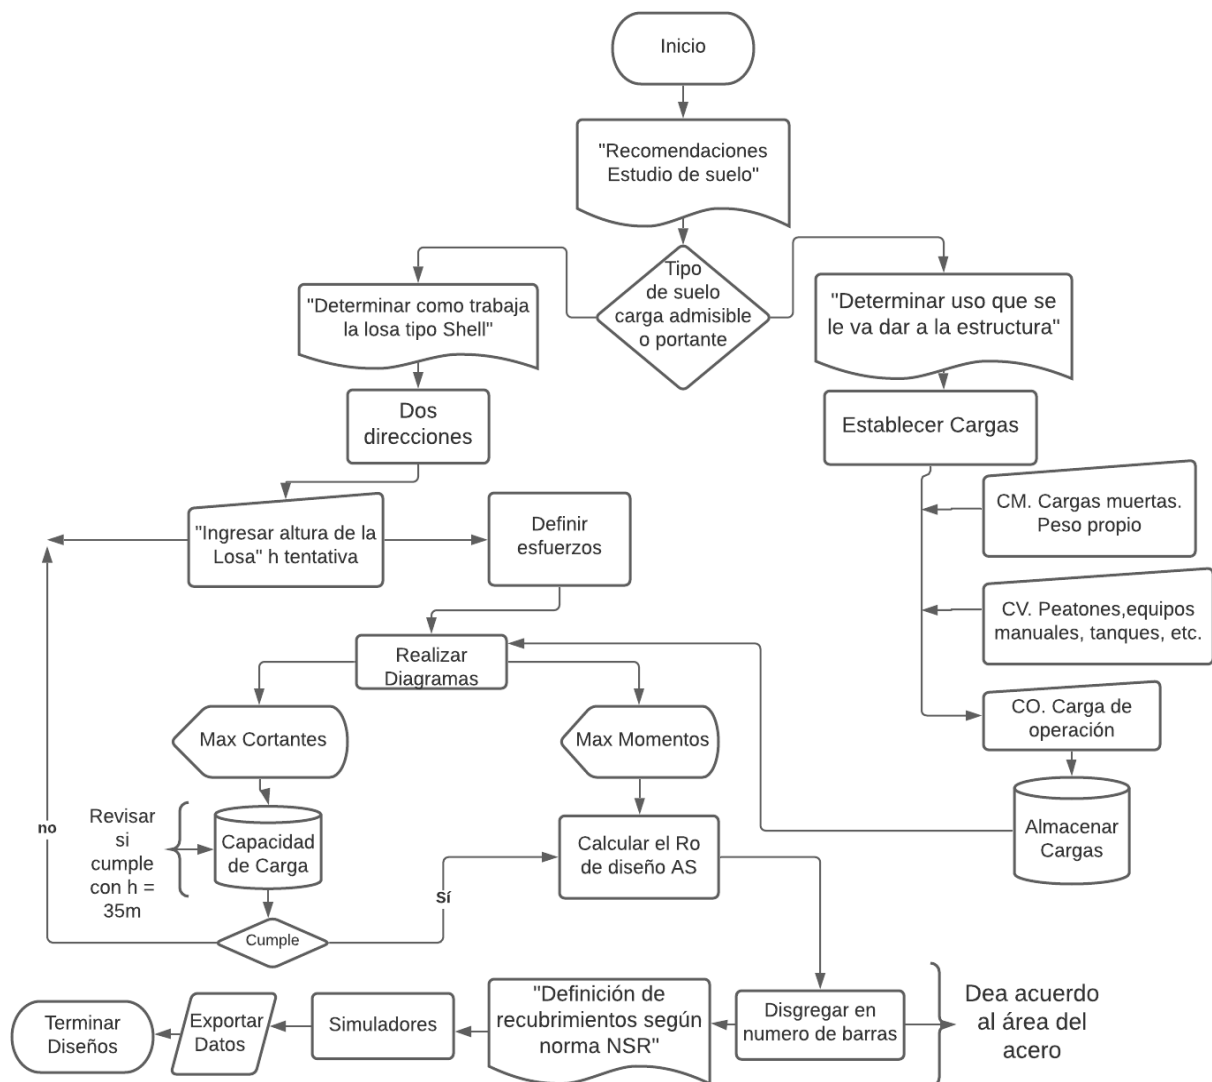 Inicio
"Recomendaciones
Estudio de suelo"
Tipo
de suelo
carga admisible
o portante
"Determinar como trabaja
la losa tipo Shell"
"Determinar uso que se
le va dar a la estructura"
Dos
direcciones
Establecer Cargas
"Ingresar altura de la
Losa" h tentativa
Definir
esfuerzos
CM. Cargas muertas.
Peso propio
CV. Peatones,equipos
manuales, tanques, etc.
Realizar
Diagramas
CO. Carga de
operación
Max Cortantes
Max Momentos
no
Revisar
si
cumple
con h =
35m
Capacidad
de Carga
Calcular el Ro
de diseño AS
Almacenar
Cargas
Sí
Cumple
Terminar
Diseños
Exportar
Datos
Simuladores
"Definición de
recubrimientos según
norma NSR"
Disgregar en
numero de barras
Dea acuerdo
al área del
acero